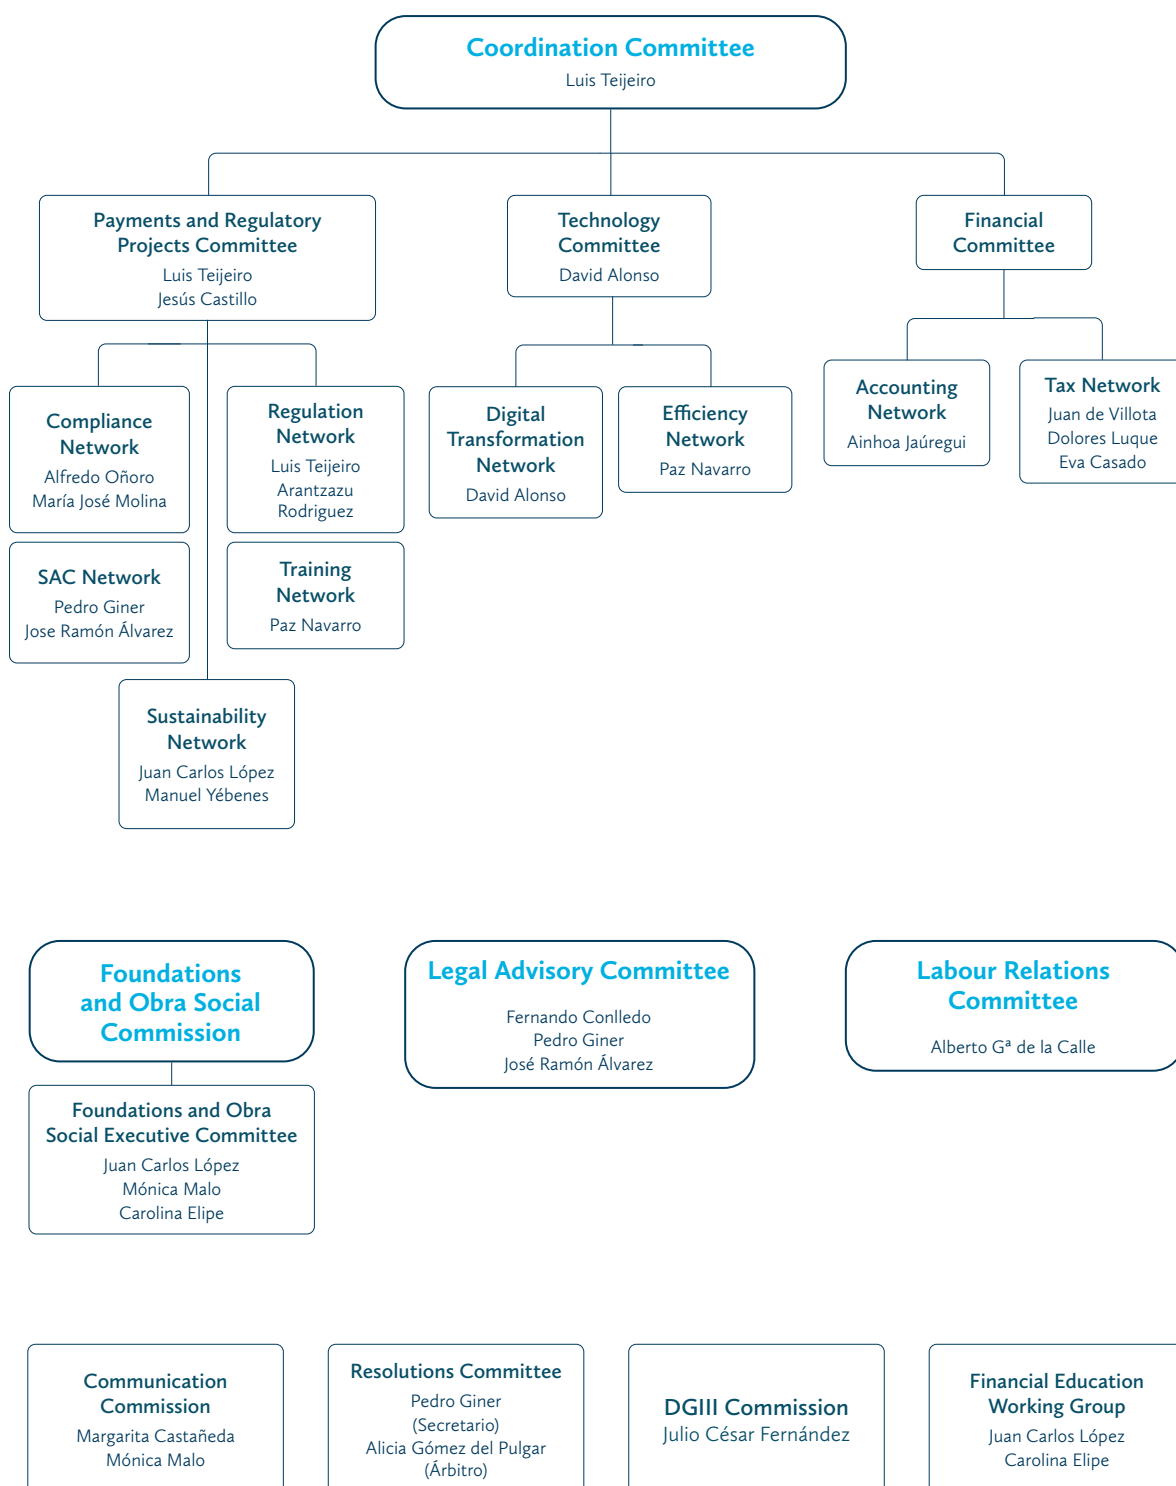 Coordination Committee
Luis Teijeiro
Payments and Regulatory
Projects Committee
Luis Teijeiro
Jesús Castillo
Technology
Committee
David Alonso
Financial
Committee
Compliance
Network
Alfredo Oñoro
María José Molina
Regulation
Network
Luis Teijeiro
Arantzazu
Rodriguez
Digital
Transformation
Network
David Alonso
Efficiency
Network
Paz Navarro
Accounting
Network
Ainhoa Jaúregui
Tax Network
Juan de Villota
Dolores Luque
Eva Casado
SAC Network
Pedro Giner
Jose Ramón Álvarez
Training
Network
Paz Navarro
Sustainability
Network
Juan Carlos López
Manuel Yébenes
Foundations
and Obra Social
Commission
Legal Advisory Committee
Fernando Conlledo
Pedro Giner
José Ramón Álvarez
Labour Relations
Committee
Alberto Gª de la Calle
Foundations and Obra
Social Executive Committee
Juan Carlos López
Mónica Malo
Carolina Elipe
Communication
Commission
Margarita Castañeda
Mónica Malo
Resolutions Committee
Pedro Giner
(Secretario)
Alicia Gómez del Pulgar
(Árbitro)
DGIII Commission
Julio César Fernández
Financial Education
Working Group
Juan Carlos López
Carolina Elipe